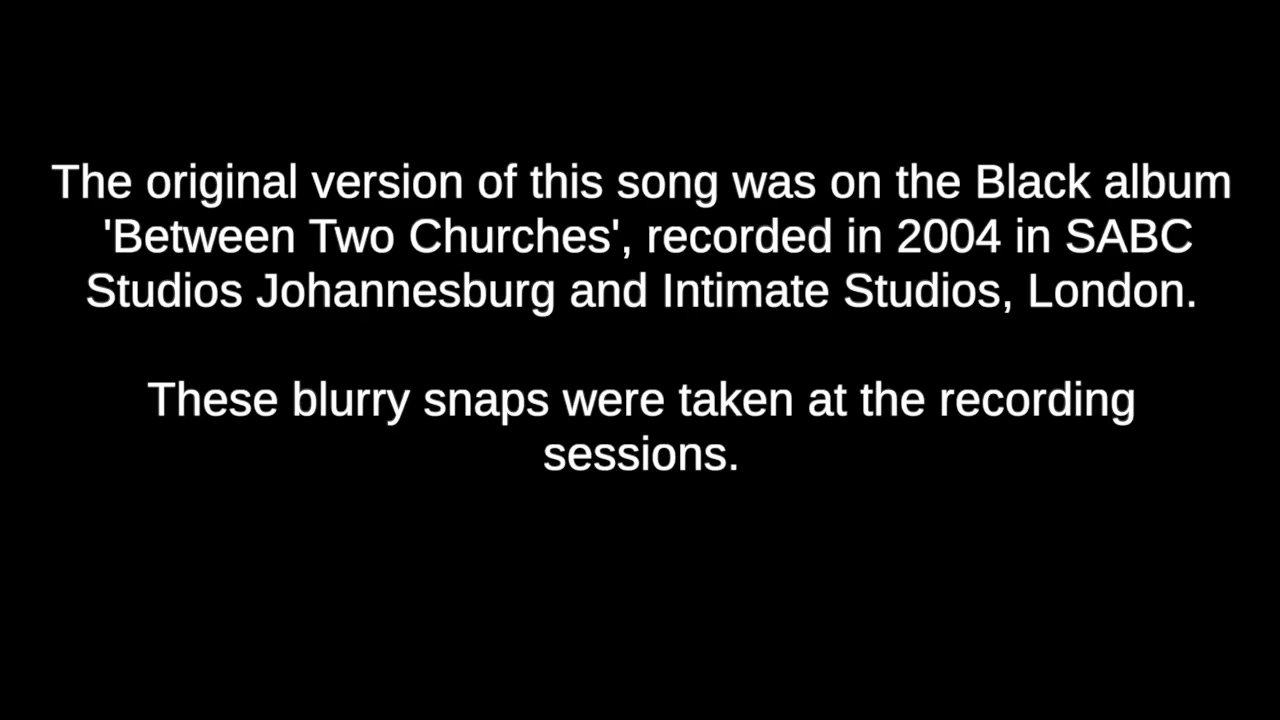 The original version of this song was on the Black album
'Between Two Churches', recorded in 2004 in SABC
Studios Johannesburg and Intimate Studios, London.
These blurry snaps were taken at the recording
sessions.